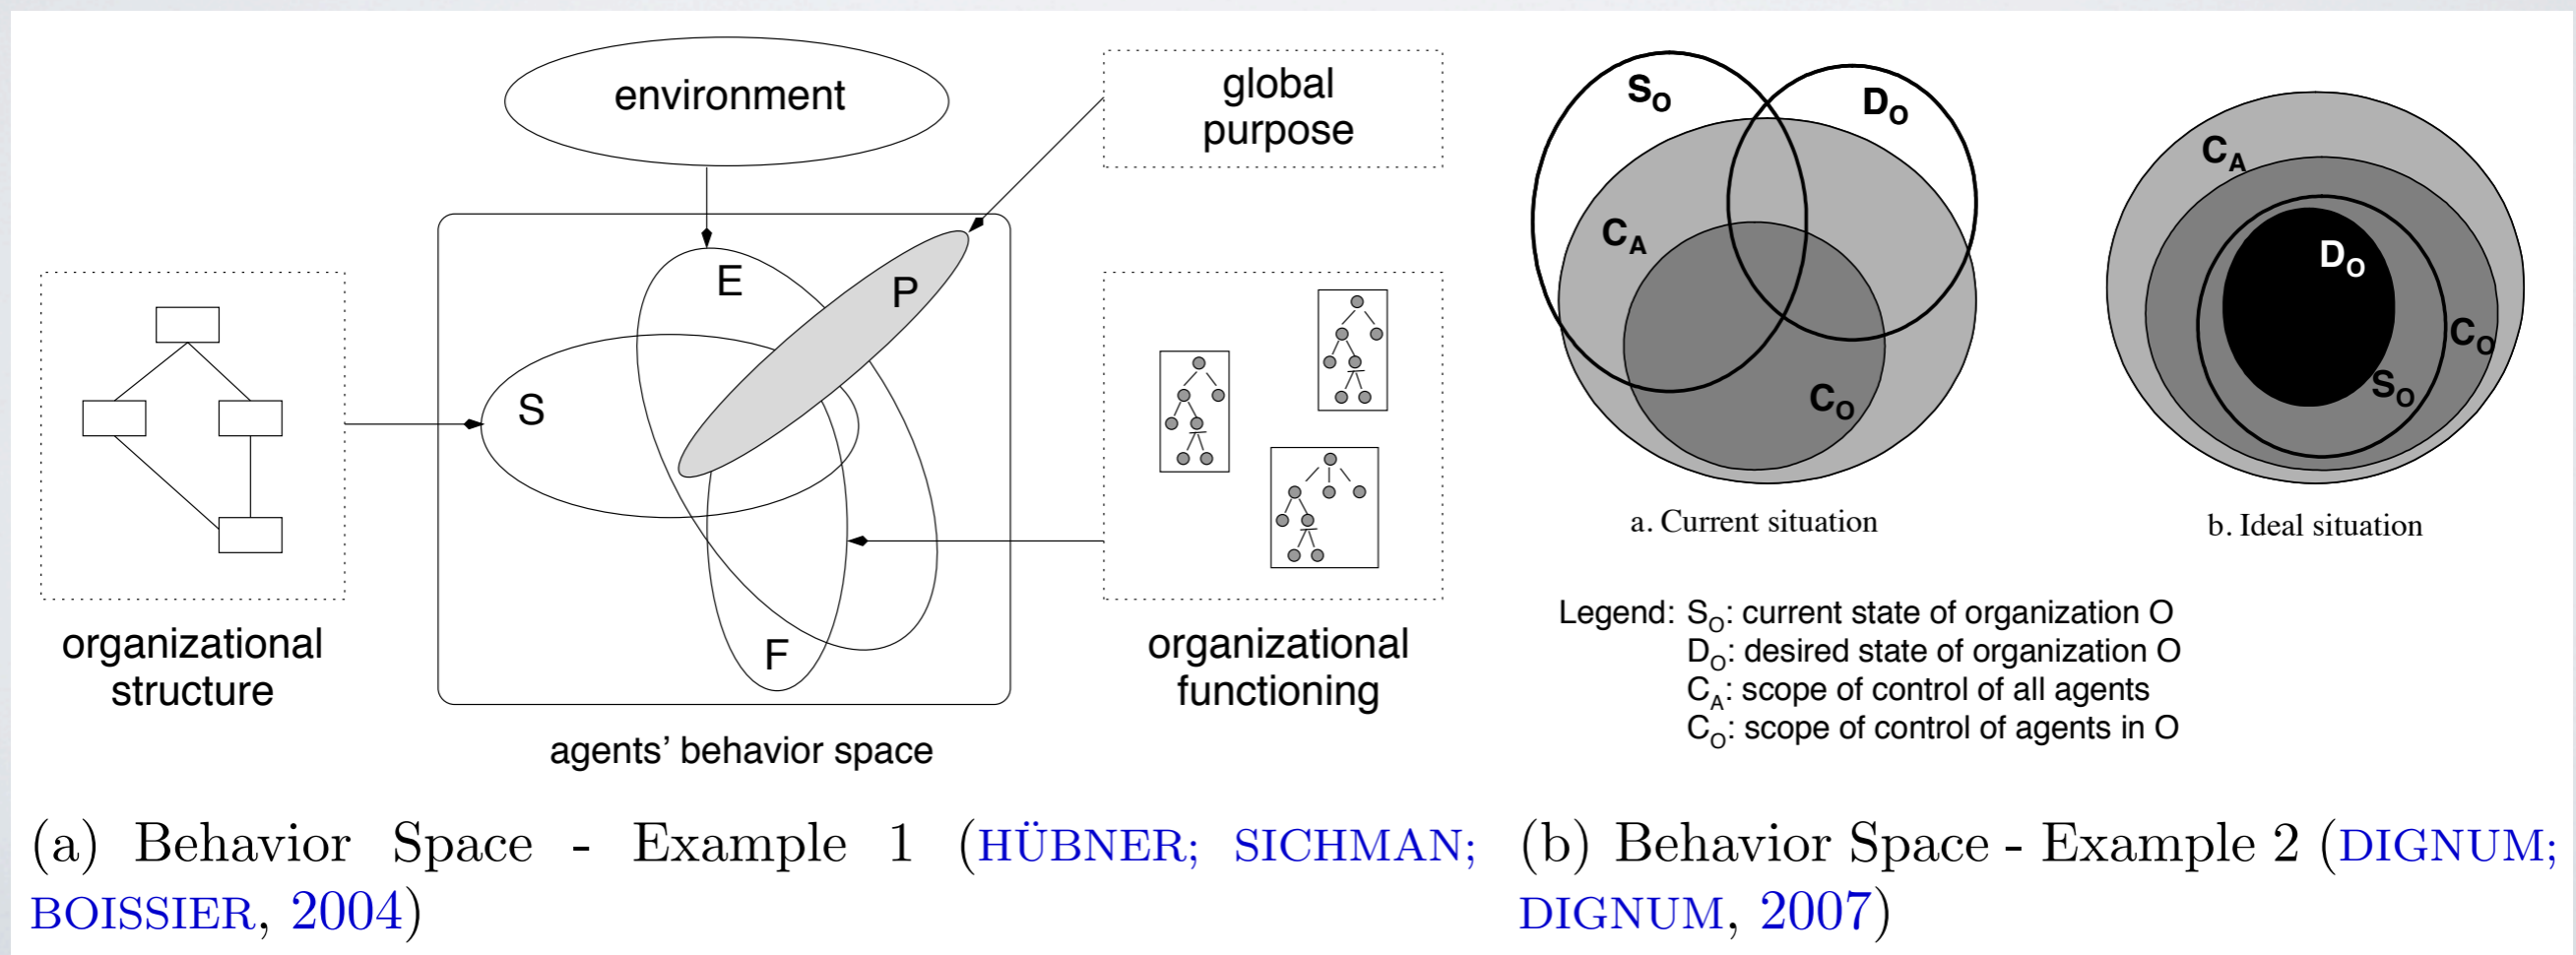 environment
global
purpose
E
P
S
F
organizational
structure
organizational
functioning
agents' behavior space
(a) Behavior Space - Example 1 (HÜBNER; SICHMAN;
BOISSIER, 2004)
S_O
D_O
C_A
C_O
a. Current situation
C_A
D_O
C_O
S_O
b. Ideal situation
Legend: S_O: current state of organization O
D_O: desired state of organization O
C_A: scope of control of all agents
C_O: scope of control of agents in O
(b) Behavior Space - Example 2 (DIGNUM;
DIGNUM, 2007)